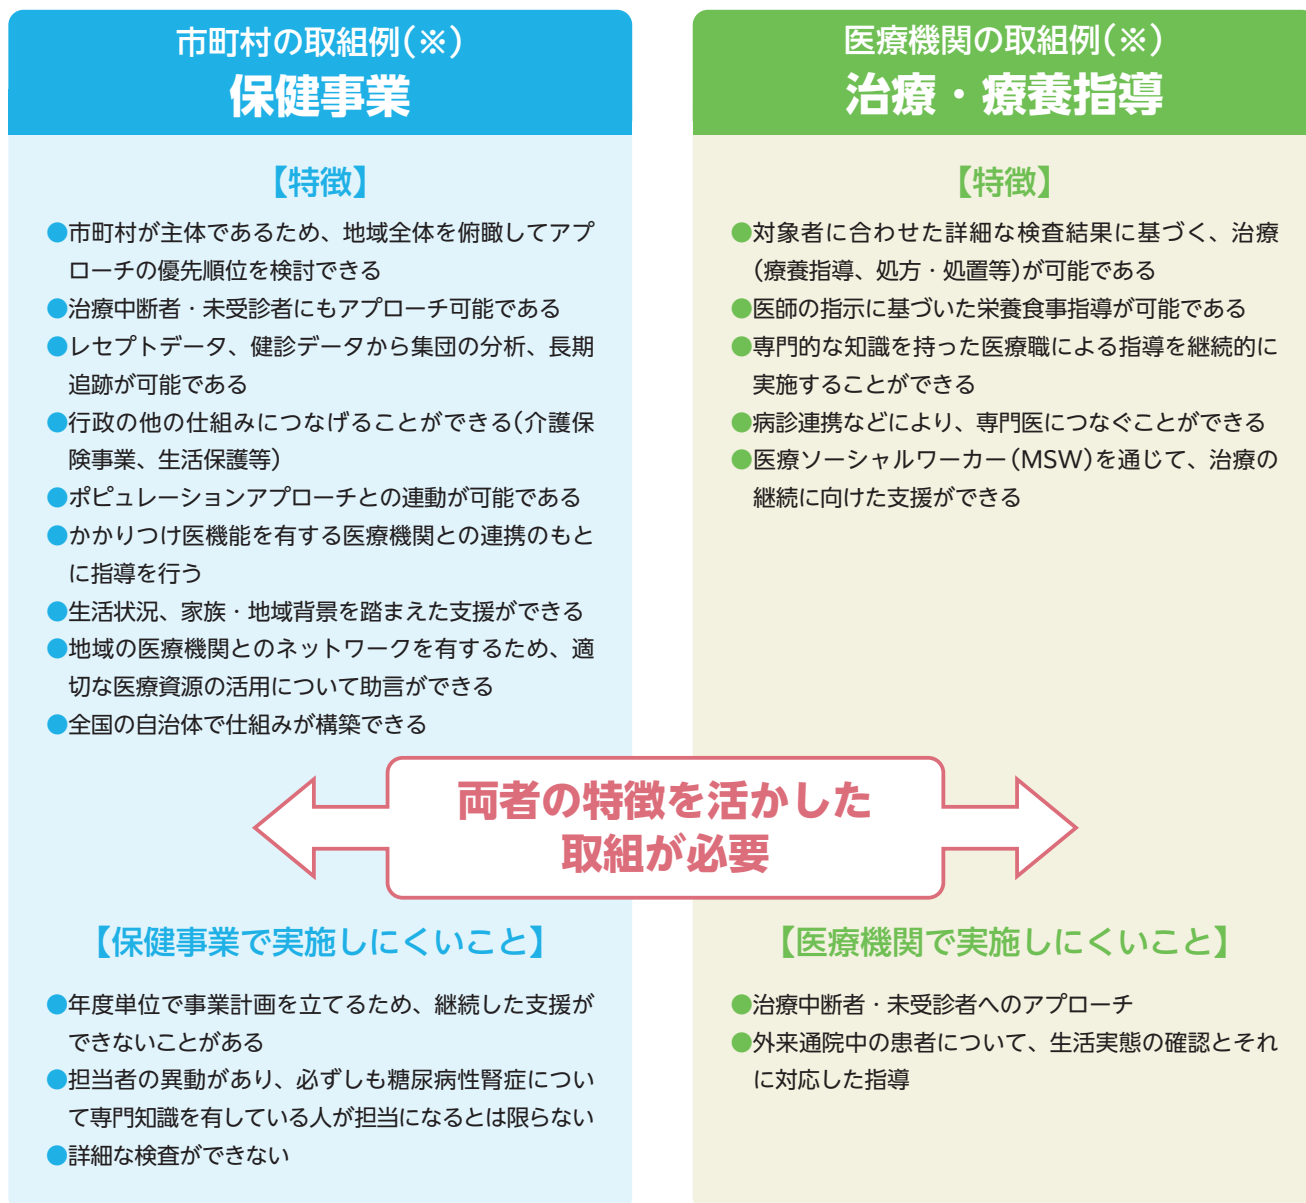 市町村の取組例(※)
保健事業
【特徴】
●市町村が主体であるため、地域全体を俯瞰してアプ
ローチの優先順位を検討できる
●治療中断者・未受診者にもアプローチ可能である
●レセプトデータ、健診データから集団の分析、長期
追跡が可能である
●行政の他の仕組みにつなげることができる(介護保
険事業、生活保護等)
●ポピュレーションアプローチとの連動が可能である
●かかりつけ医機能を有する医療機関との連携のもと
に指導を行う
●生活状況、家族・地域背景を踏まえた支援ができる
●地域の医療機関とのネットワークを有するため、適
切な医療資源の活用について助言ができる
●全国の自治体で仕組みが構築できる
医療機関の取組例(※)
治療・療養指導
【特徴】
●対象者に合わせた詳細な検査結果に基づく、治療
(療養指導、処方・処置等)が可能である
●医師の指示に基づいた栄養食事指導が可能である
●専門的な知識を持った医療職による指導を継続的に
実施することができる
●病診連携などにより、専門医につなぐことができる
●医療ソーシャルワーカー(MSW)を通じて、治療の
継続に向けた支援ができる
両者の特徴を活かした
取組が必要
【保健事業で実施しにくいこと】
●年度単位で事業計画を立てるため、継続した支援が
できないことがある
●担当者の異動があり、必ずしも糖尿病性腎症につい
て専門知識を有している人が担当になるとは限らない
●詳細な検査ができない
【医療機関で実施しにくいこと】
●治療中断者・未受診者へのアプローチ
●外来通院中の患者について、生活実態の確認とそれ
に対応した指導